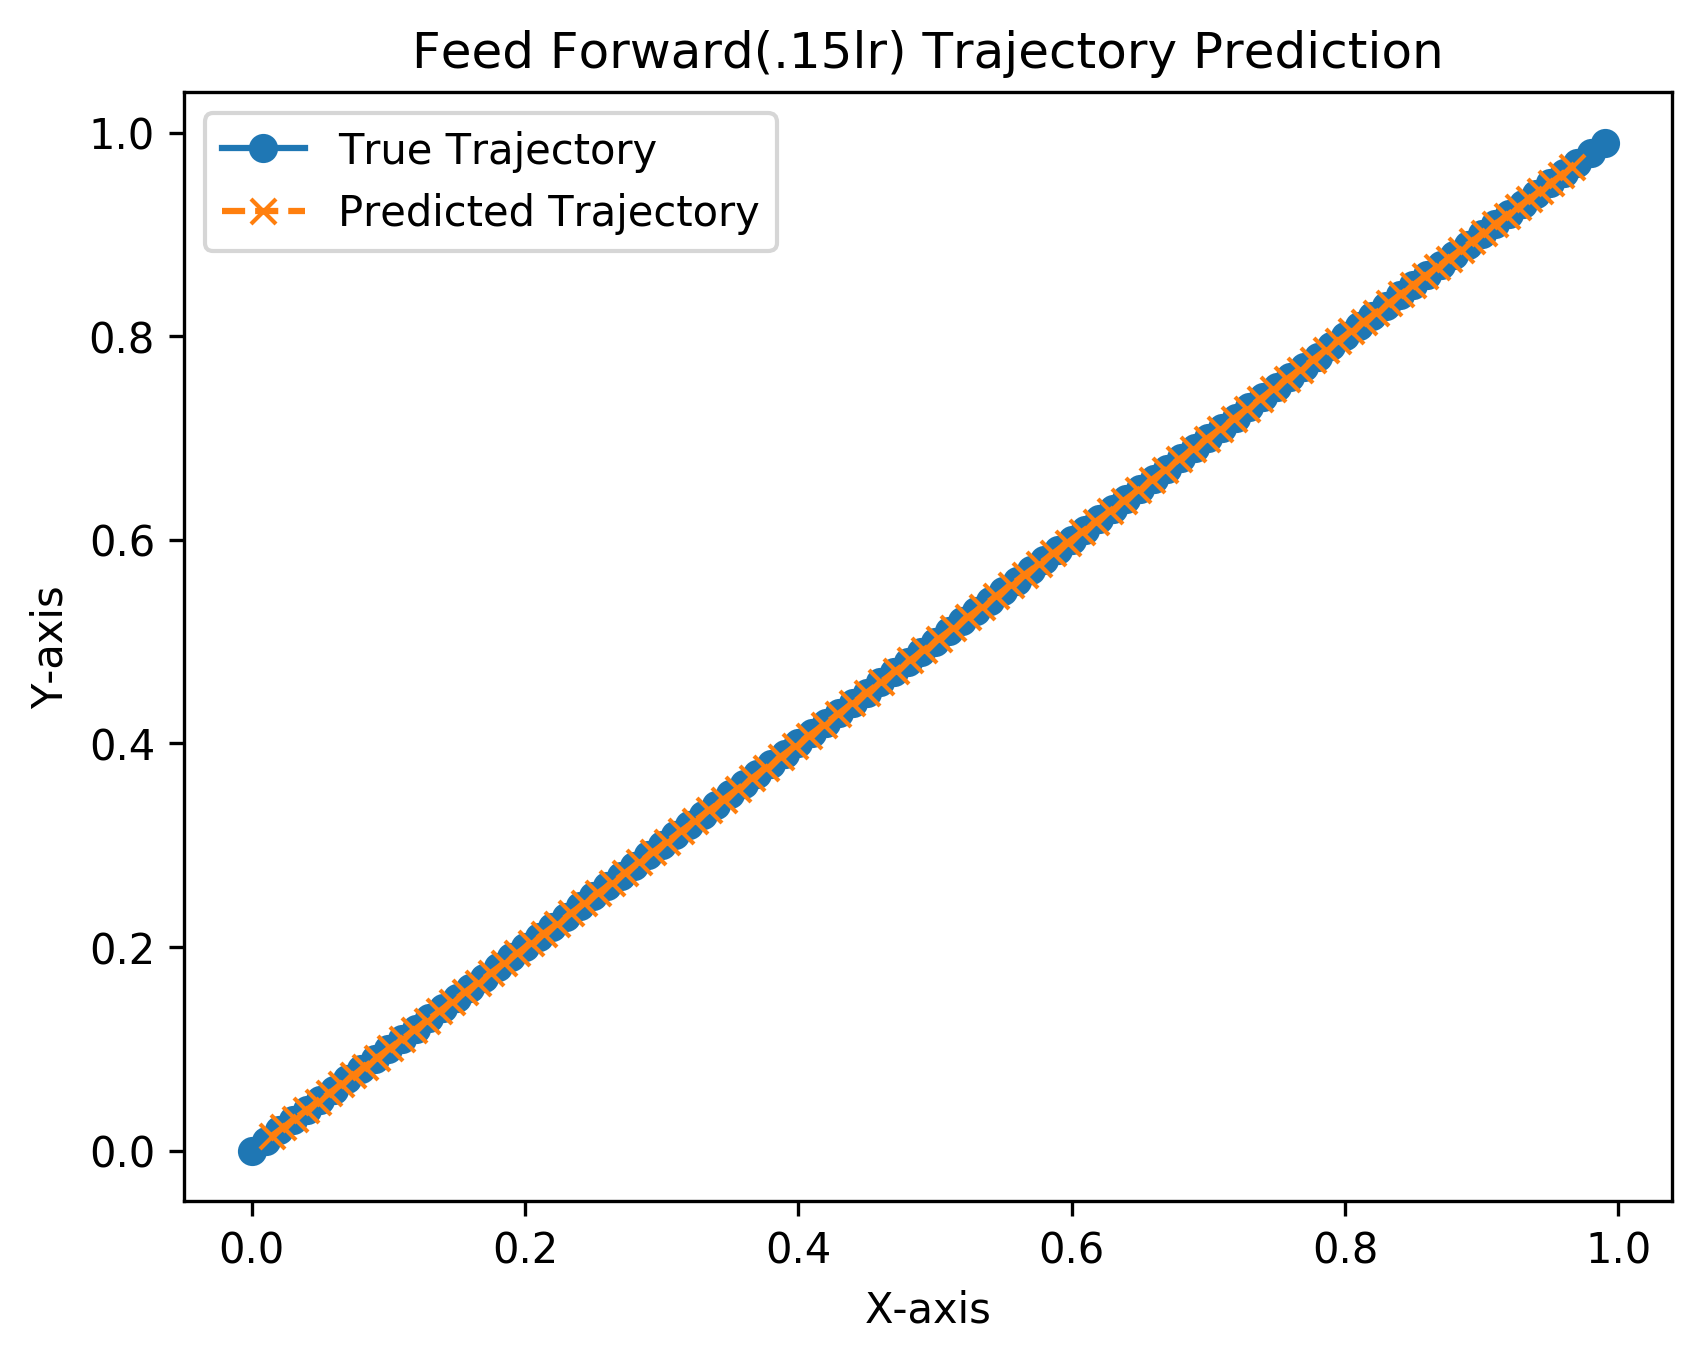 Feed Forward(.15lr) Trajectory Prediction
True Trajectory
Predicted Trajectory
1.0
0.8
0.6
0.4
0.2
0.0
Y-axis
0.0 0.2 0.4 0.6 0.8 1.0
X-axis